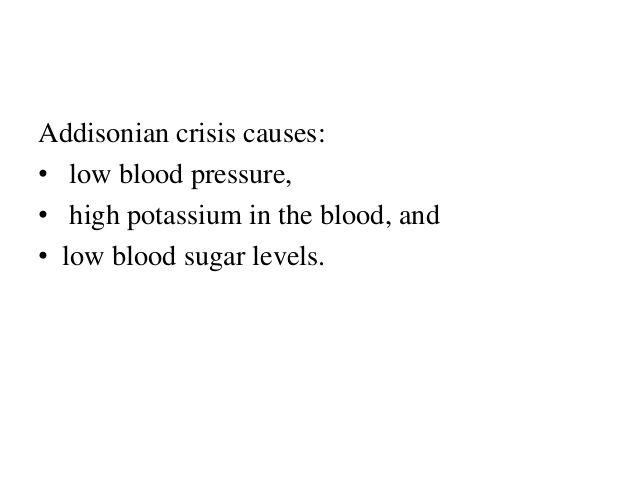 Addisonian crisis causes:
• low blood pressure,
• high potassium in the blood, and
• low blood sugar levels.